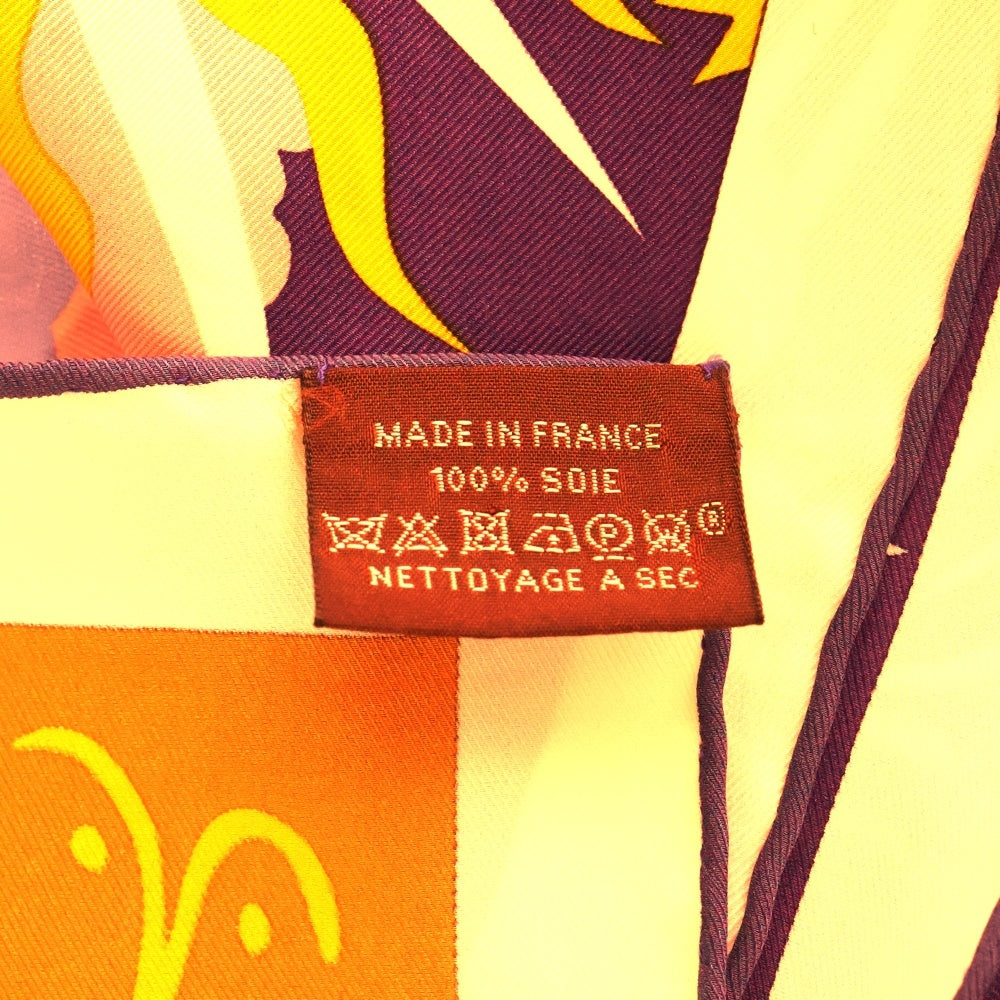 MADE IN FRANCE
100% SOIE
P W ®
NETTOYAGE A SEC